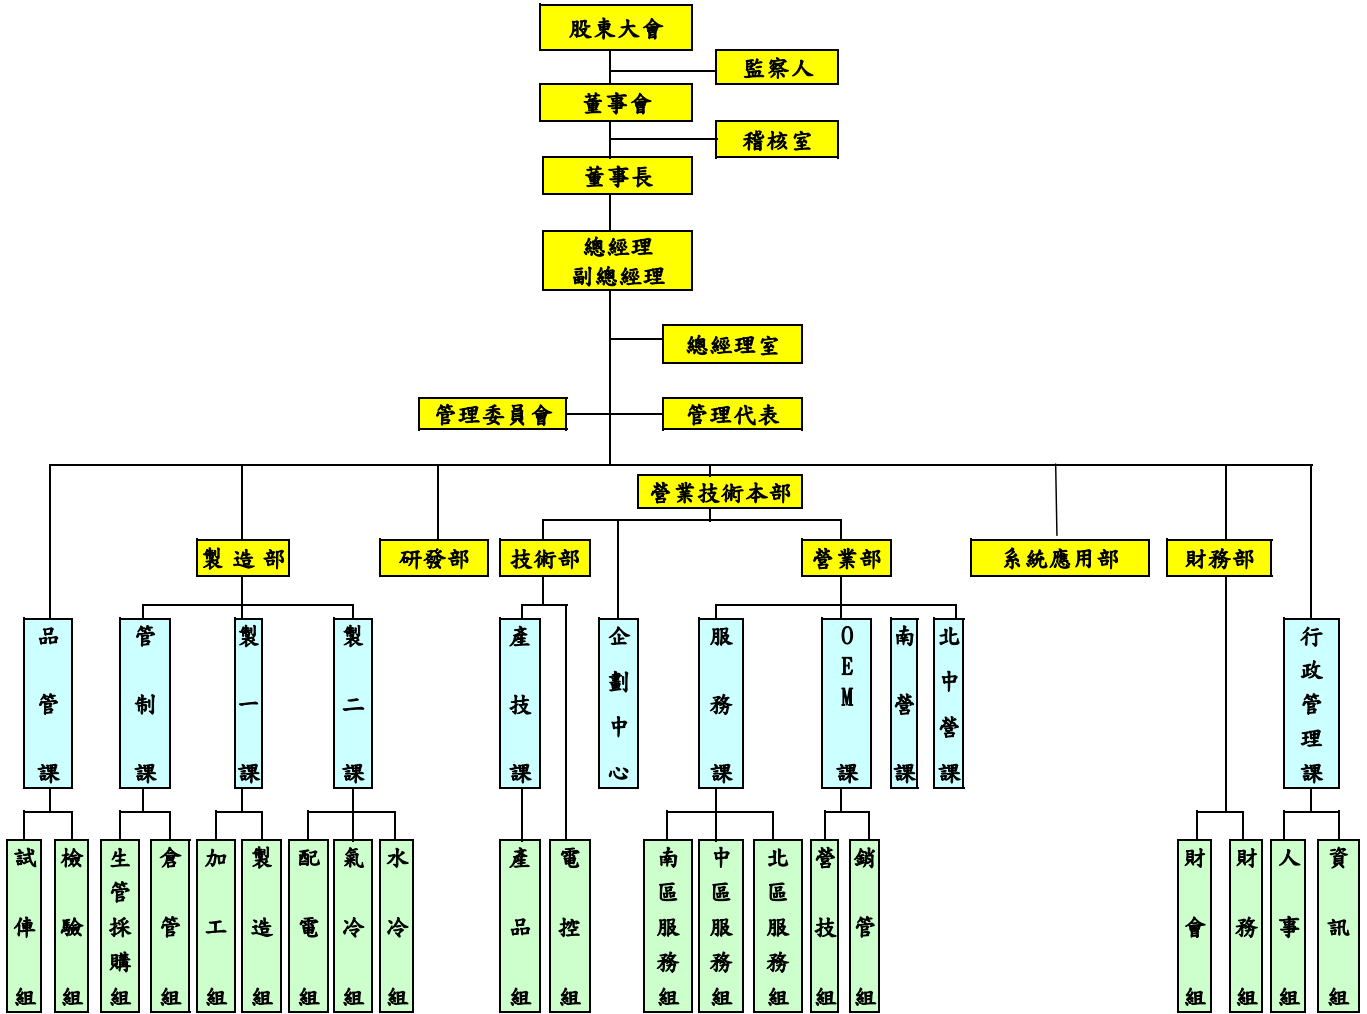 股東大會
監察人
董事會
稽核室
董事長
總經理
副總經理
總經理室
管理委員會
管理代表
營業技術本部
製造部
研發部
技術部
營業部
系統應用部
財務部
品管課
管制課
製一課
製二課
產技課
企劃中心
服務課
OEM課
南營課
北中營課
行政管理課
試俥組
檢驗組
生管採購組
倉管組
加工組
製造組
配電組
氣冷組
水冷組
產品組
電控組
南區服務組
中區服務組
北區服務組
營技組
銷管組
財會組
財務組
人事組
資訊組